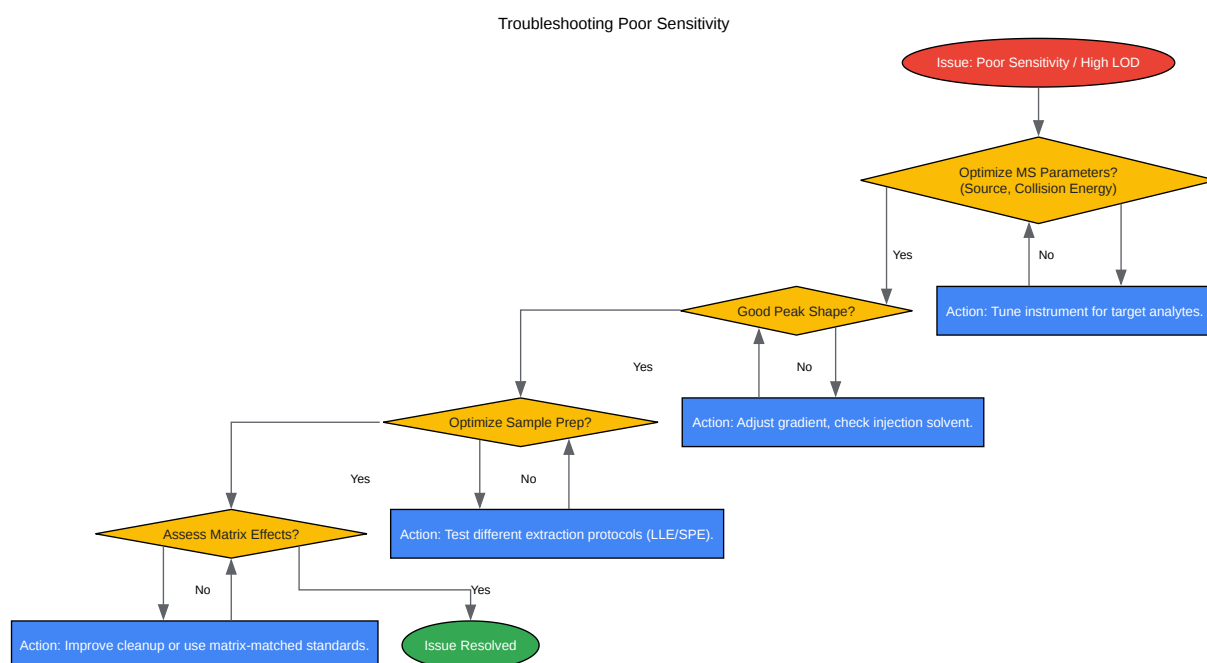 Troubleshooting Poor Sensitivity
Issue: Poor Sensitivity / High LOD
Optimize MS Parameters?
(Source, Collision Energy)
Yes
No
Good Peak Shape?
Action: Tune instrument for target analytes.
Yes
No
Optimize Sample Prep?
Action: Adjust gradient, check injection solvent.
Yes
No
Assess Matrix Effects?
Action: Test different extraction protocols (LLE/SPE).
No
Yes
Action: Improve cleanup or use matrix-matched standards.
Issue Resolved